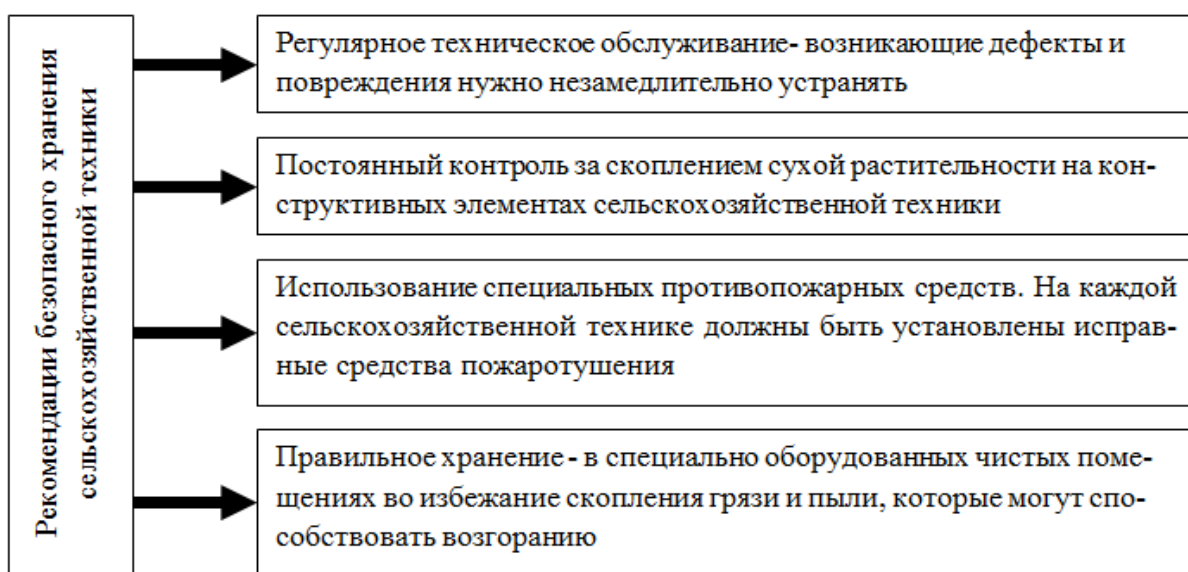 Рекомендации безопасного хранения
сельскохозяйственной техники
Регулярное техническое обслуживание- возникающие дефекты и
повреждения нужно незамедлительно устранять
Постоянный контроль за скоплением сухой растительности на кон-
структивных элементах сельскохозяйственной техники
Использование специальных противопожарных средств. На каждой
сельскохозяйственной технике должны быть установлены исправ-
ные средства пожаротушения
Правильное хранение - в специально оборудованных чистых поме-
щениях во избежание скопления грязи и пыли, которые могут спо-
собствовать возгоранию